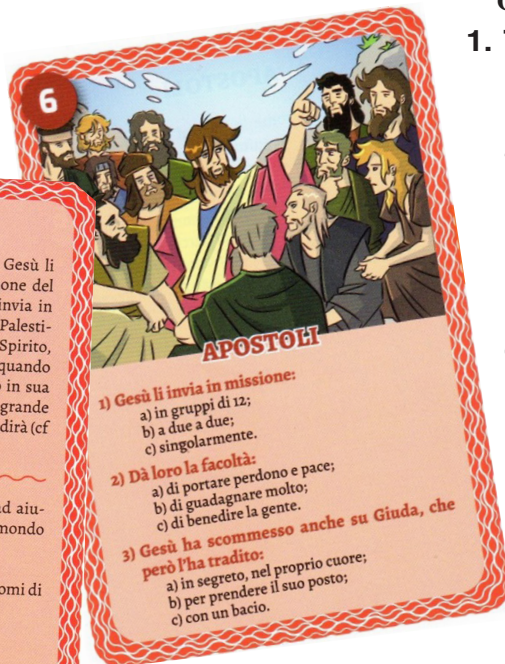 1.
6
APOSTOLI
1) Gesù li invia in missione:
a) in gruppi di 12;
b) a due a due;
c) singolarmente.
2) Dà loro la facoltà:
a) di portare perdono e pace;
b) di guadagnare molto;
c) di benedire la gente.
3) Gesù ha scommesso anche su Giuda, che
però l'ha tradito:
a) in segreto, nel proprio cuore;
b) per prendere il suo posto;
c) con un bacio.
Gesù li
one del
invia in
Palesti-
Spirito,
quando
in sua
grande
dirà (cf
ad aiu-
mondo
omi di